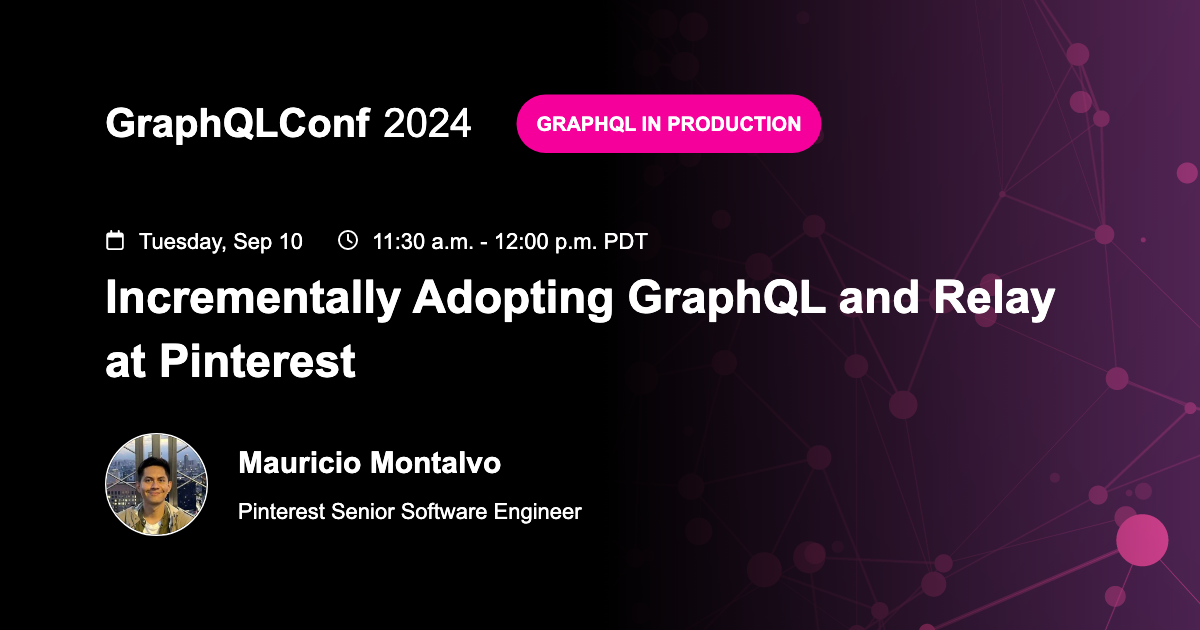 GraphQLConf 2024
GRAPHQL IN PRODUCTION
Tuesday, Sep 10
11:30 a.m. - 12:00 p.m. PDT
Incrementally Adopting GraphQL and Relay
at Pinterest
Mauricio Montalvo
Pinterest Senior Software Engineer